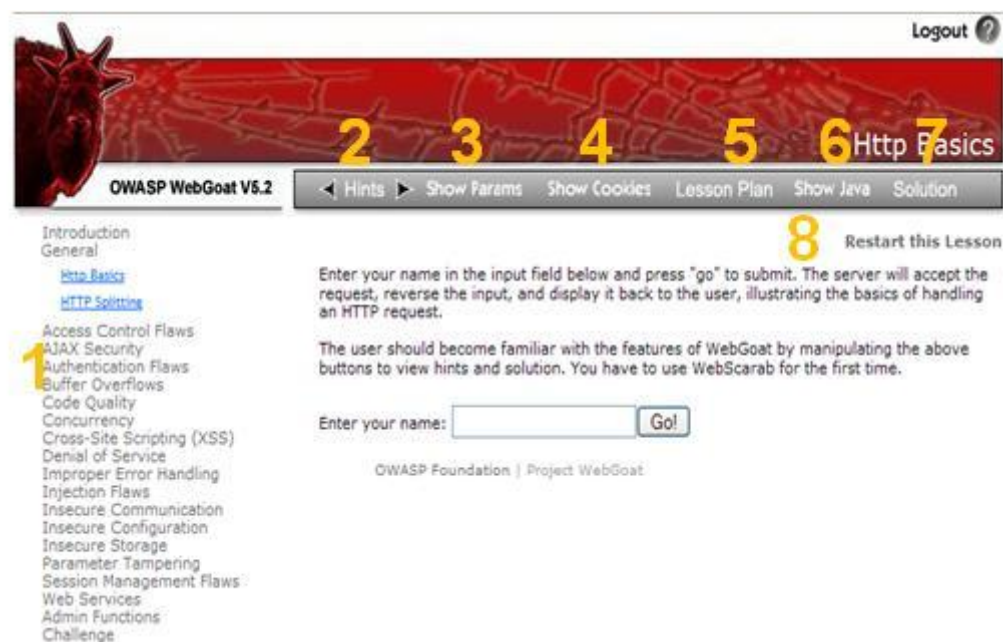 Logout ?
2 3 4 5 6 7
Http Basics
OWASP WebGoat V5.2
Hints Show Params Show Cookies Lesson Plan Show Java Solution
8
Restart this Lesson
Introduction
General
Http Basics
HTTP Splitting
1
Access Control Flaws
AJAX Security
Authentication Flaws
Buffer Overflows
Code Quality
Concurrency
Cross-Site Scripting (XSS)
Denial of Service
Improper Error Handling
Injection Flaws
Insecure Communication
Insecure Configuration
Insecure Storage
Parameter Tampering
Session Management Flaws
Web Services
Admin Functions
Challenge
Enter your name in the input field below and press "go" to submit. The server will accept the
request, reverse the input, and display it back to the user, illustrating the basics of handling
an HTTP request.
The user should become familiar with the features of WebGoat by manipulating the above
buttons to view hints and solution. You have to use WebScarab for the first time.
Enter your name: Go!
OWASP Foundation | Project WebGoat